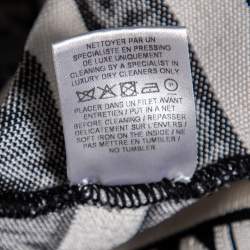 NETTOYER PAR UN
SPECIALISTE EN PRESSING
DE LUXE UNIQUEMENT
CLEANING BY A SPECIALIST IN
LUXURY DRY CLEANERS ONLY
PLACER DANS UN FILET AVANT
ENTRETIEN / PUT IN A NET
BEFORE CLEANING / REPASSER
DELICATEMENT SUR L'ENVERS /
SOFT IRON ON THE INSIDE / NE
PAS METTRE EN TUMBLER /
NO TUMBLER.